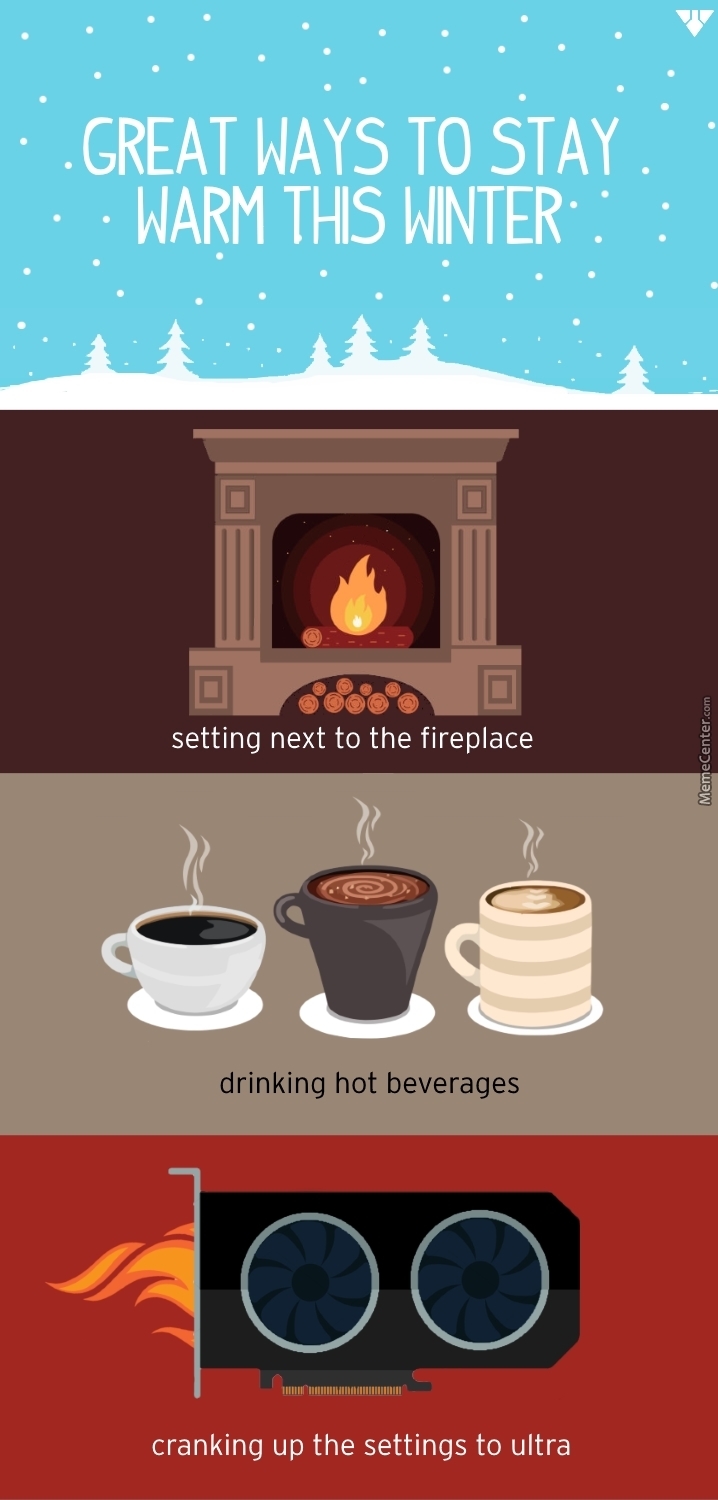 GREAT WAYS TO STAY
WARM THIS WINTER
setting next to the fireplace
MemeCenter.com
drinking hot beverages
cranking up the settings to ultra